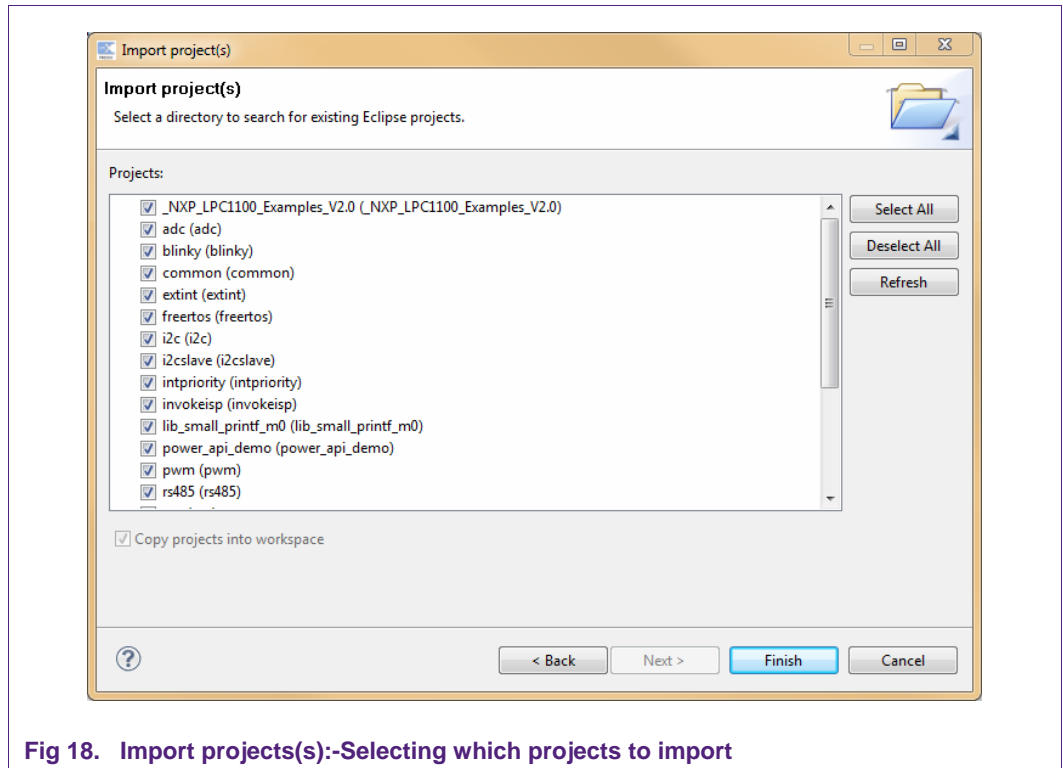 Import project(s)
Import project(s)
Select a directory to search for existing Eclipse projects.
Projects:
_NXP_LPC1100_Examples_V2.0 (_NXP_LPC1100_Examples_V2.0)
adc (adc)
blinky (blinky)
common (common)
extint (extint)
freertos (freertos)
i2c (i2c)
i2cslave (i2cslave)
intpriority (intpriority)
invokeisp (invokeisp)
lib_small_printf_m0 (lib_small_printf_m0)
power_api_demo (power_api_demo)
pwm (pwm)
rs485 (rs485)
Select All
Deselect All
Refresh
Copy projects into workspace
?
< Back
Next >
Finish
Cancel
Fig 18. Import projects(s):-Selecting which projects to import